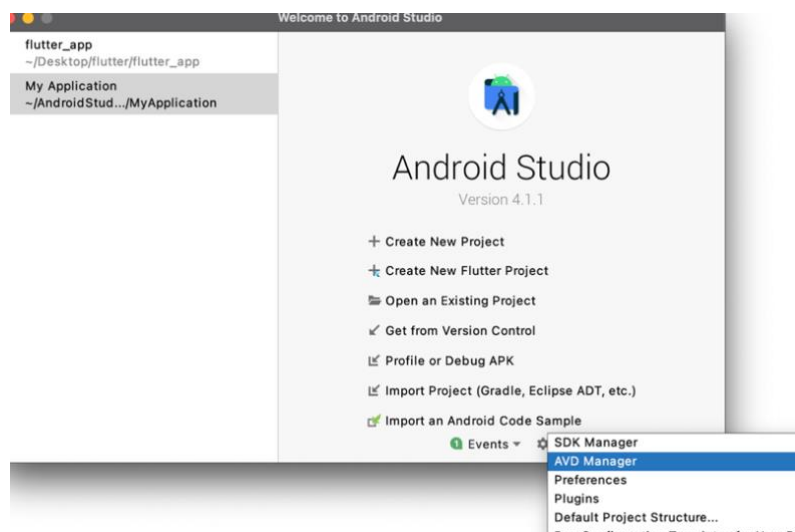 Welcome to Android Studio
flutter_app
~/Desktop/flutter/flutter_app
My Application
~/AndroidStud.../MyApplication
Android Studio
Version 4.1.1
Create New Project
Create New Flutter Project
Open an Existing Project
Get from Version Control
Profile or Debug APK
Import Project (Gradle, Eclipse ADT, etc.)
Import an Android Code Sample
1 Events
SDK Manager
AVD Manager
Preferences
Plugins
Default Project Structure...